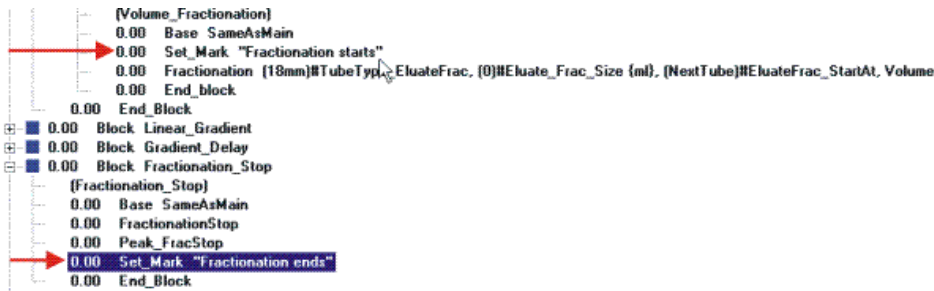 (Volume_Fractionation)
0.00 Base SameAsMain
0.00 Set_Mark "Fractionation starts"
0.00 Fractionation (18mm)#TubeType_EluateFrac, (0)#Eluate_Frac_Size {ml}, (NextTube)#EluateFrac_StartAt, Volume
0.00 End_block
0.00 End_Block
0.00 Block Linear_Gradient
0.00 Block Gradient_Delay
0.00 Block Fractionation_Stop
(Fractionation_Stop)
0.00 Base SameAsMain
0.00 FractionationStop
0.00 Peak_FracStop
0.00 Set_Mark "Fractionation ends"
0.00 End_Block